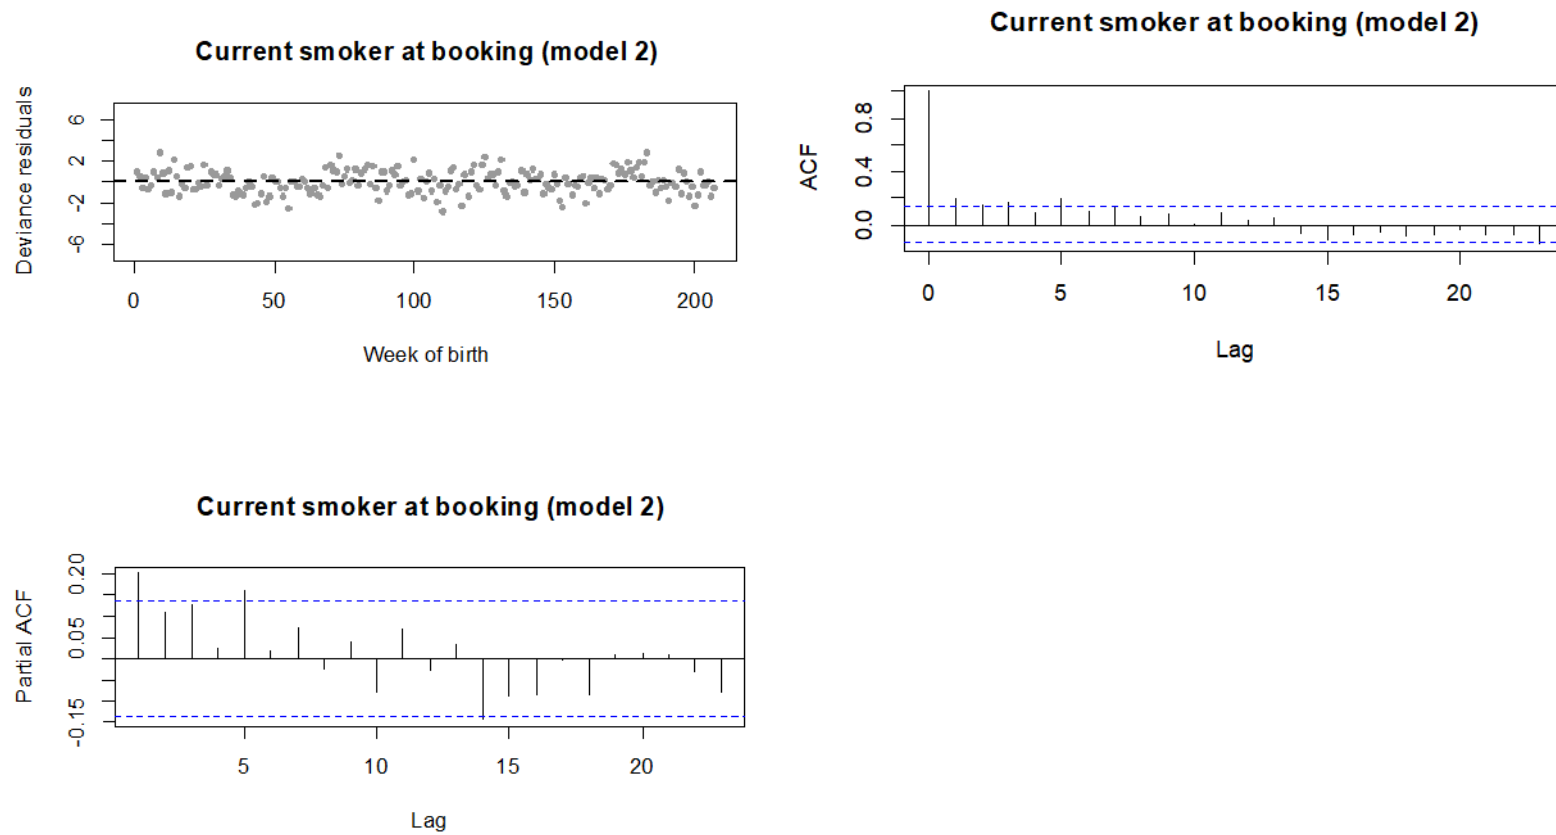 Current smoker at booking (model 2)
Deviance residuals
6
2
-2
-6
0 50 100 150 200
Week of birth
Current smoker at booking (model 2)
ACF
0.8
0.4
0.0
0 5 10 15 20
Lag
Current smoker at booking (model 2)
Partial ACF
0.20
0.05
-0.15
5 10 15 20
Lag